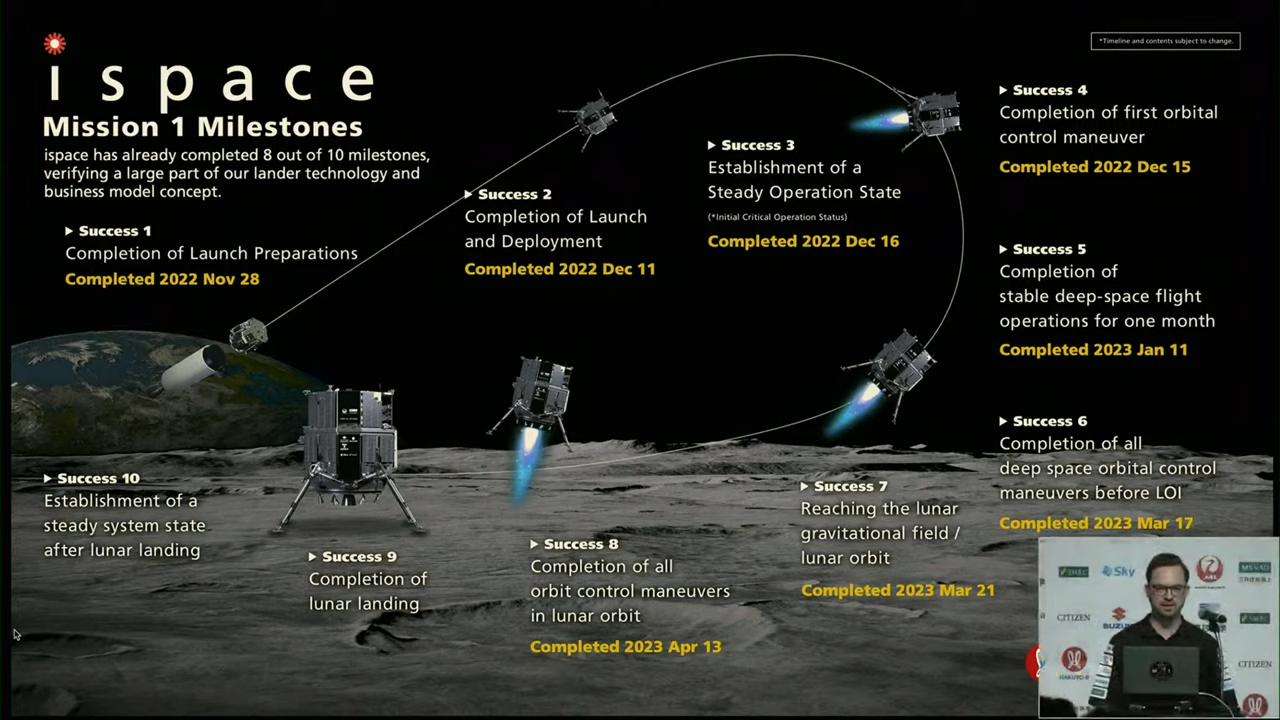 *Timeline and contents subject to change.
ispace
Mission 1 Milestones
ispace has already completed 8 out of 10 milestones,
verifying a large part of our lander technology and
business model concept.
Success 1
Completion of Launch Preparations
Completed 2022 Nov 28
Success 2
Completion of Launch
and Deployment
Completed 2022 Dec 11
Success 3
Establishment of a
Steady Operation State
(*Initial Critical Operation Status)
Completed 2022 Dec 16
Success 4
Completion of first orbital
control maneuver
Completed 2022 Dec 15
Success 5
Completion of
stable deep-space flight
operations for one month
Completed 2023 Jan 11
Success 6
Completion of all
deep space orbital control
maneuvers before LOI
Completed 2023 Mar 17
Success 7
Reaching the lunar
gravitational field /
lunar orbit
Completed 2023 Mar 21
Success 8
Completion of all
orbit control maneuvers
in lunar orbit
Completed 2023 Apr 13
Success 9
Completion of
lunar landing
Success 10
Establishment of a
steady system state
after lunar landing
Sky
JAL
CITIZEN
HAKUTO-R
CITIZEN